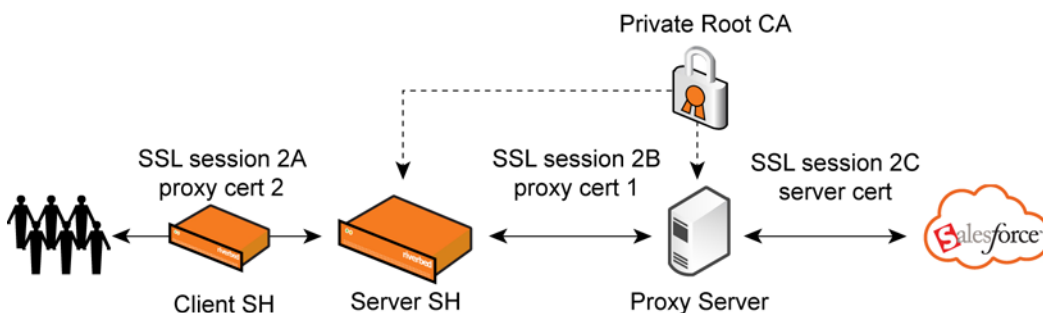 Private Root CA
SSL session 2A
proxy cert 2
SSL session 2B
proxy cert 1
SSL session 2C
server cert
riverbed
riverbed
salesforce
Client SH
Server SH
Proxy Server